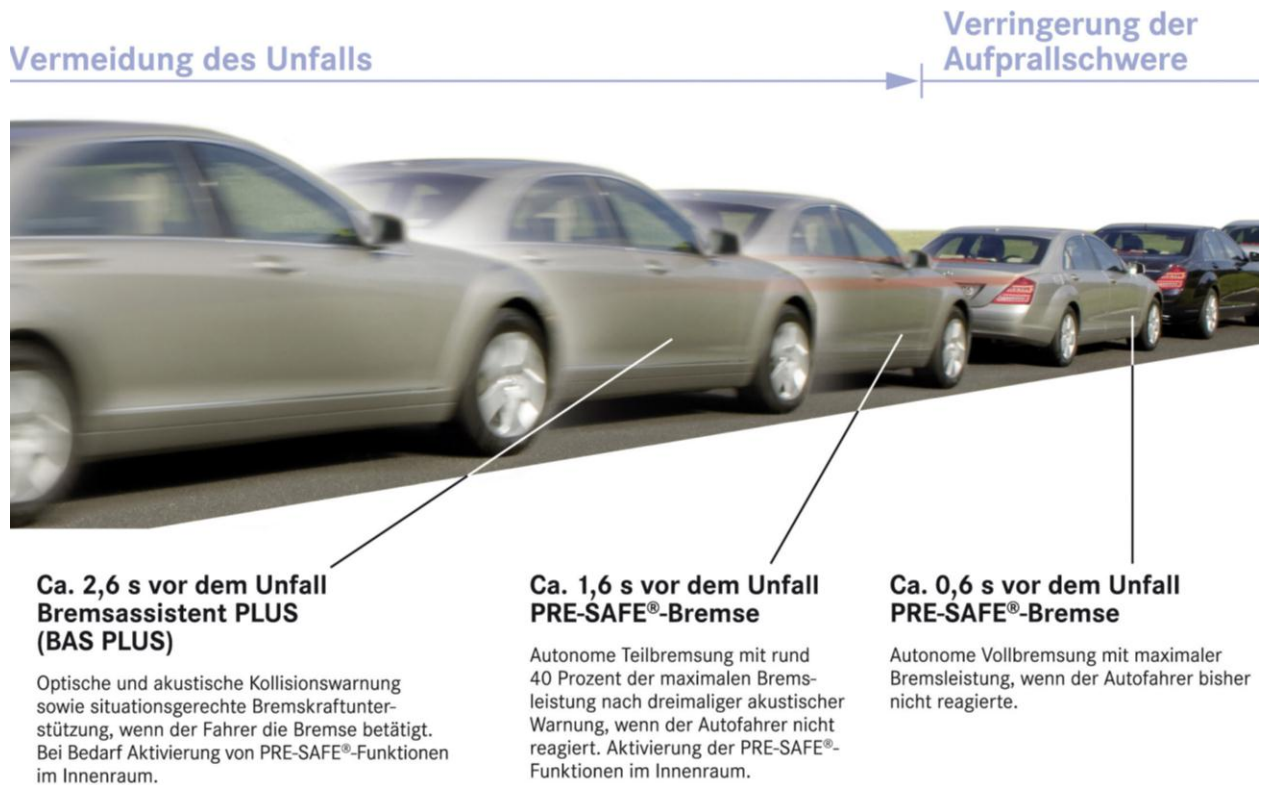 Vermeidung des Unfalls
Verringerung der
Aufprallschwere
Ca. 2,6 s vor dem Unfall
Bremsassistent PLUS
(BAS PLUS)
Optische und akustische Kollisionswarnung
sowie situationsgerechte Bremskraftunter-
stützung, wenn der Fahrer die Bremse betätigt.
Bei Bedarf Aktivierung von PRE-SAFE®-Funktionen
im Innenraum.
Ca. 1,6 s vor dem Unfall
PRE-SAFE®-Bremse
Autonome Teilbremsung mit rund
40 Prozent der maximalen Brems-
leistung nach dreimaliger akustischer
Warnung, wenn der Autofahrer nicht
reagiert. Aktivierung der PRE-SAFE®-
Funktionen im Innenraum.
Ca. 0,6 s vor dem Unfall
PRE-SAFE®-Bremse
Autonome Vollbremsung mit maximaler
Bremsleistung, wenn der Autofahrer bisher
nicht reagierte.